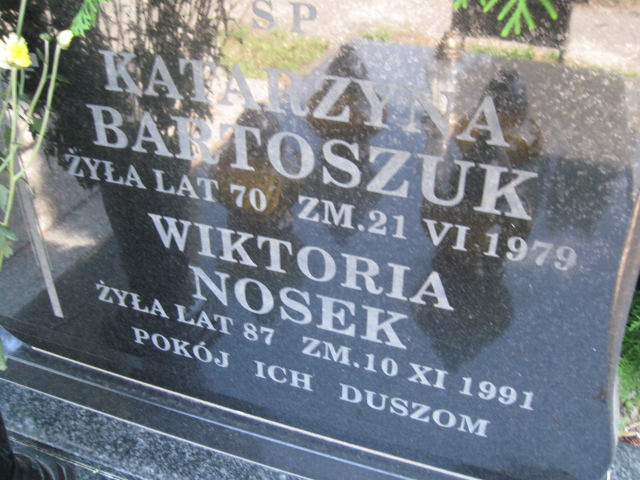 SP
KATARZYNA
BARTOSZUK
ŻYŁA LAT 70 ZM.21 VI 1979
WIKTORIA
NOSEK
ŻYŁA LAT 87 ZM.10 XI 1991
POKÓJ ICH DUSZOM